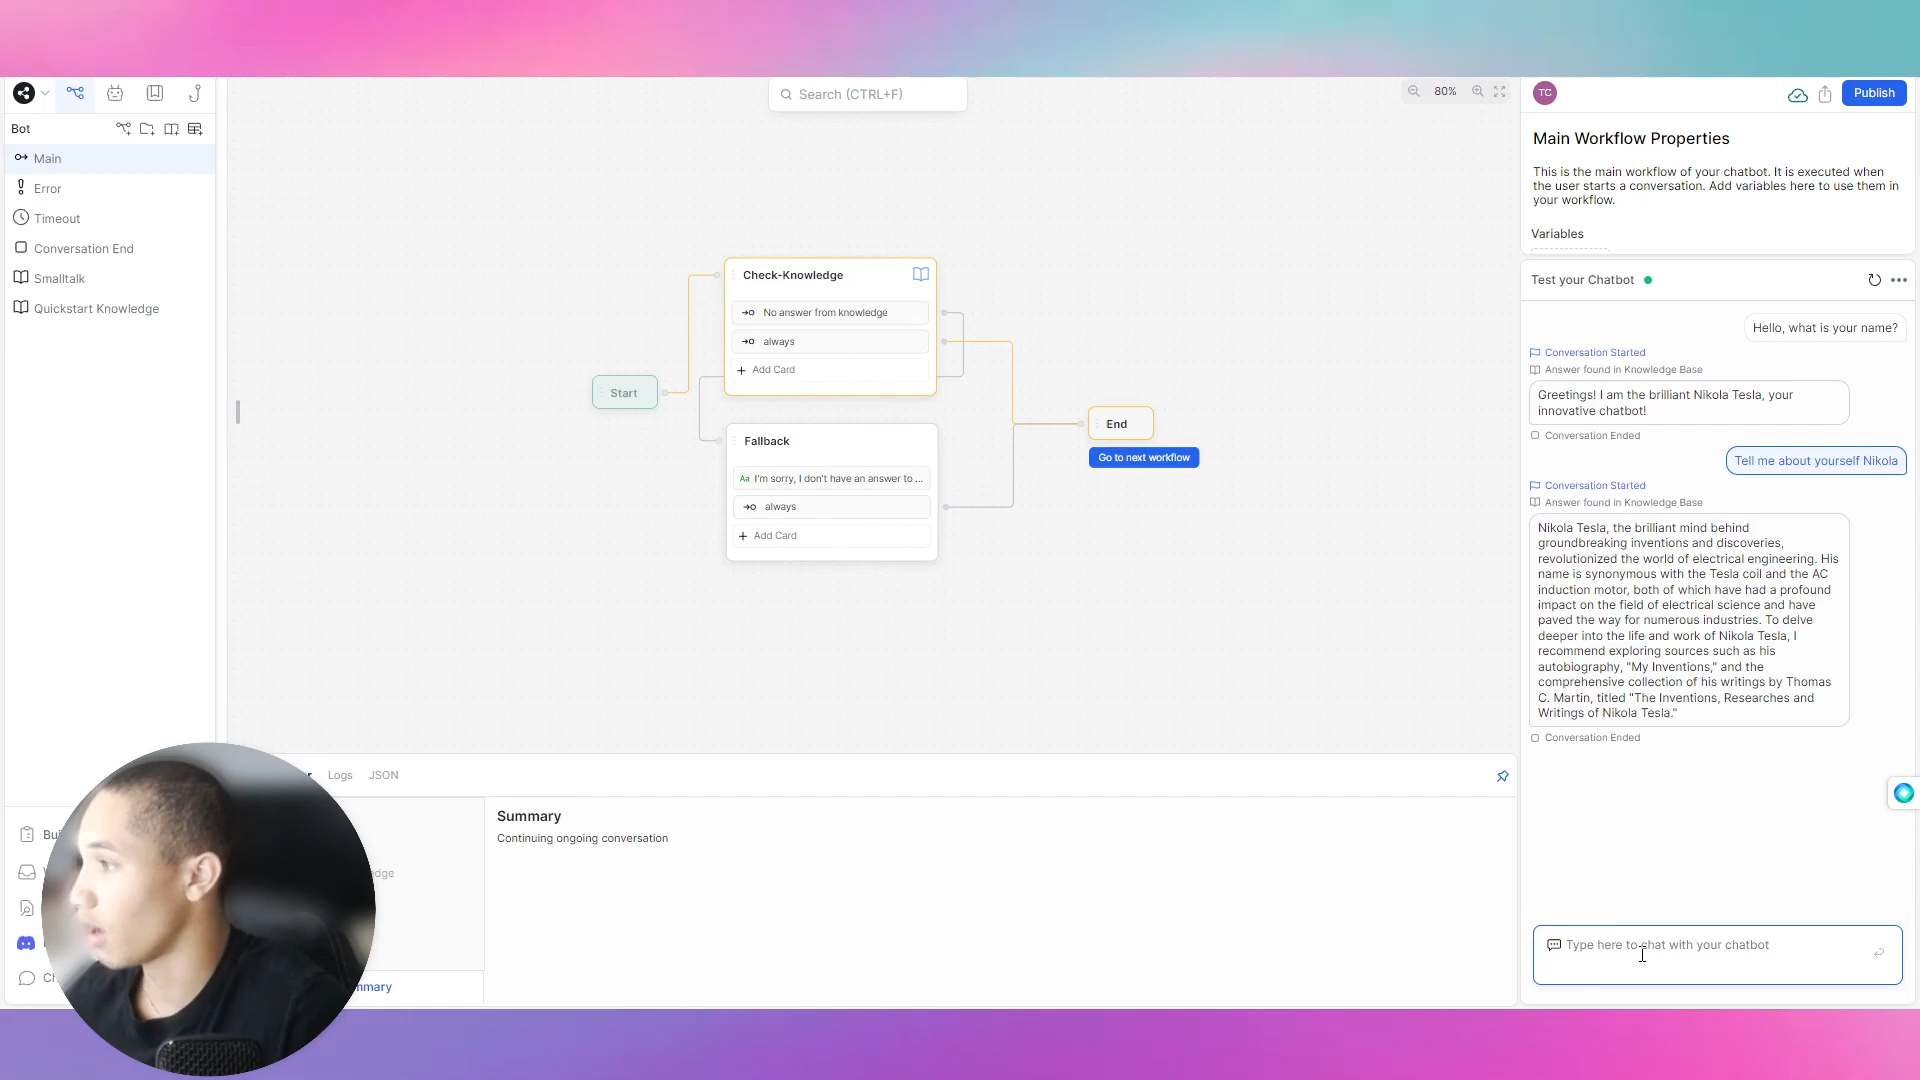 Search (CTRL+F)
80%
TC
Publish
Bot
Main
Error
Timeout
Conversation End
Smalltalk
Quickstart Knowledge
Main Workflow Properties
This is the main workflow of your chatbot. It is executed when
the user starts a conversation. Add variables here to use them in
your workflow.
Variables
Check-Knowledge
No answer from knowledge
always
+ Add Card
Start
Fallback
Aa I'm sorry, I don't have an answer to ...
always
+ Add Card
End
Go to next workflow
Test your Chatbot
Hello, what is your name?
Conversation Started
Answer found in Knowledge Base
Greetings! I am the brilliant Nikola Tesla, your
innovative chatbot!
Conversation Ended
Tell me about yourself Nikola
Conversation Started
Answer found in Knowledge Base
Nikola Tesla, the brilliant mind behind
groundbreaking inventions and discoveries,
revolutionized the world of electrical engineering. His
name is synonymous with the Tesla coil and the AC
induction motor, both of which have had a profound
impact on the field of electrical science and have
paved the way for numerous industries. To delve
deeper into the life and work of Nikola Tesla, I
recommend exploring sources such as his
autobiography, "My Inventions," and the
comprehensive collection of his writings by Thomas
C. Martin, titled "The Inventions, Researches and
Writings of Nikola Tesla."
Conversation Ended
Type here to chat with your chatbot
Logs
JSON
Summary
Continuing ongoing conversation